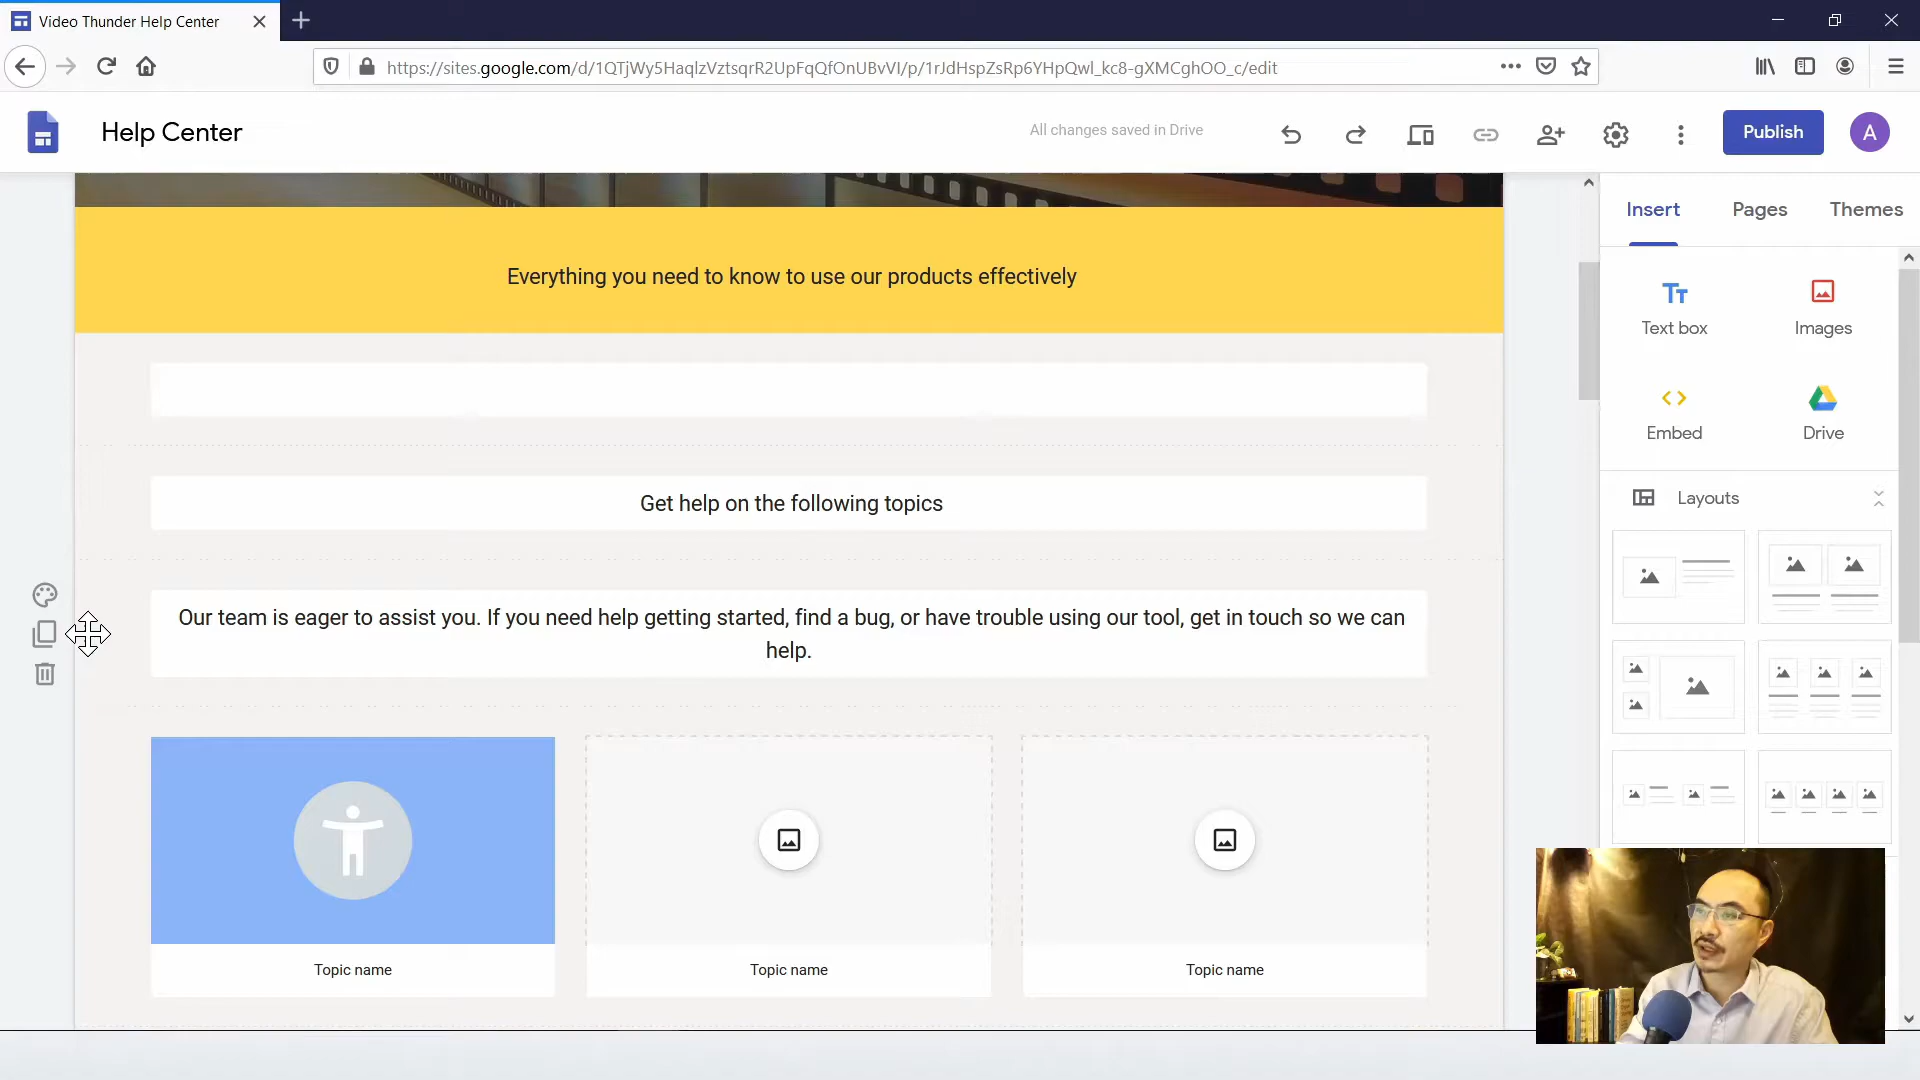 Video Thunder Help Center
https://sites.google.com/d/1QTjWy5HaqlzVztsqrR2UpFqQfOnUBvVI/p/1rJdHspZsRp6YHpQwl_kc8-gXMCghOO_c/edit
Help Center
All changes saved in Drive
Publish
A
Insert
Pages
Themes
Everything you need to know to use our products effectively
Text box
Images
Embed
Drive
Layouts
Get help on the following topics
Our team is eager to assist you. If you need help getting started, find a bug, or have trouble using our tool, get in touch so we can
help.
Topic name
Topic name
Topic name